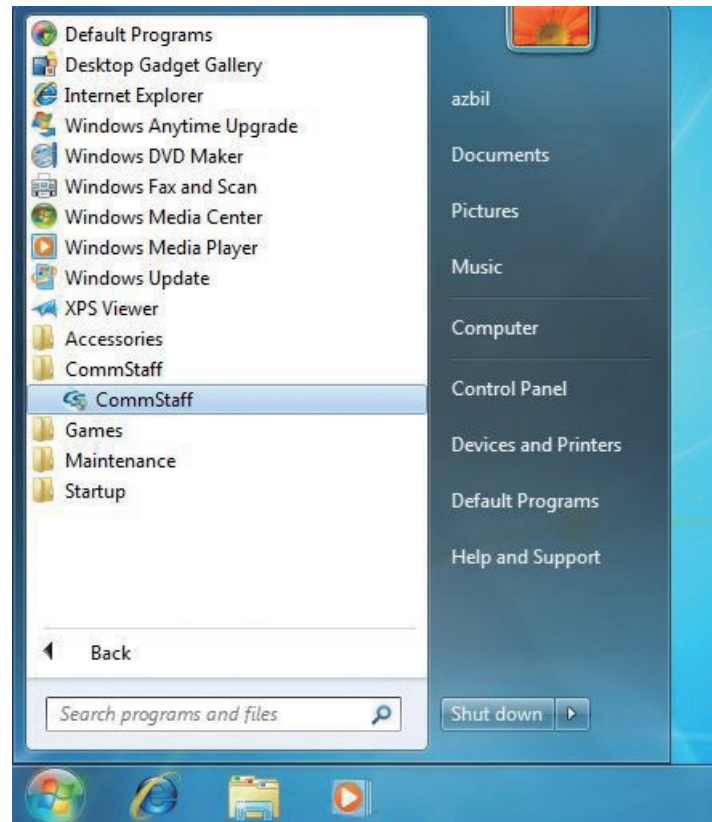 Default Programs
Desktop Gadget Gallery
Internet Explorer
Windows Anytime Upgrade
Windows DVD Maker
Windows Fax and Scan
Windows Media Center
Windows Media Player
Windows Update
XPS Viewer
Accessories
CommStaff
CommStaff
Games
Maintenance
Startup
Back
Search programs and files
azbil
Documents
Pictures
Music
Computer
Control Panel
Devices and Printers
Default Programs
Help and Support
Shut down